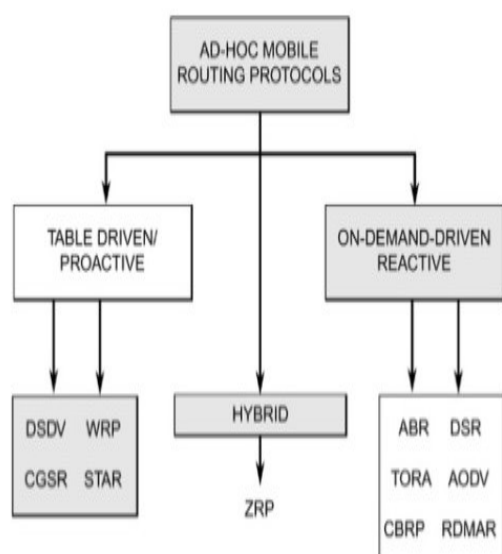 AD-HOC MOBILE
ROUTING PROTOCOLS
TABLE DRIVEN/
PROACTIVE
ON-DEMAND-DRIVEN
REACTIVE
DSDV WRP
CGSR STAR
HYBRID
ZRP
ABR DSR
TORA AODV
CBRP RDMAR